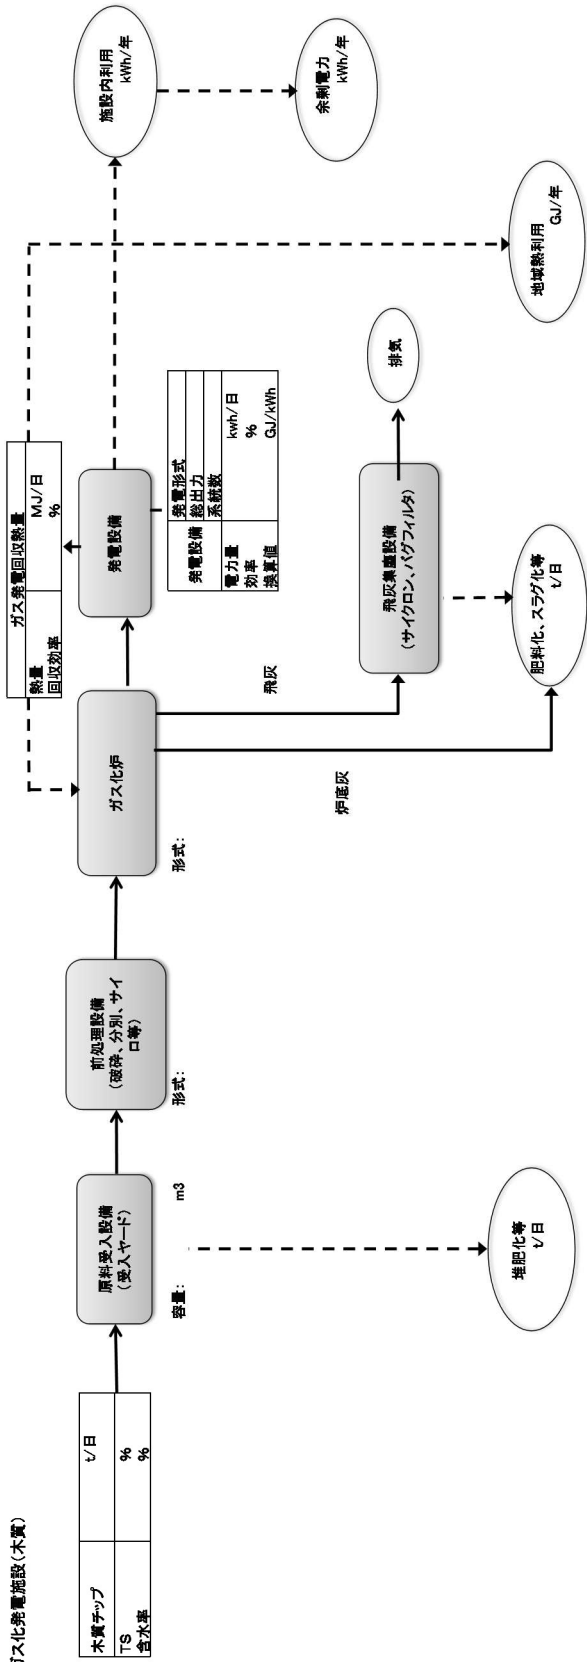 ガス化発電施設(木質)
木質チップ t/日
TS %
含水率 %
原料受入設備
(受入ヤード)
容量: m3
堆肥化等
t/日
前処理設備
(破砕、分別、サイ
ロ等)
形式:
ガス化炉
形式:
ガス発電回収熱量
熱量 MJ/日
回収効率 %
発電設備
発電設備 発電形式
総出力
系統数
電力量 kwh/日
効率 %
換算値 GJ/kWh
飛灰
炉底灰
飛灰集塵設備
(サイクロン、バグフィルタ)
排気
肥料化、スラグ化等
t/日
施設内利用
kWh/年
余剰電力
kWh/年
地域熱利用
GJ/年